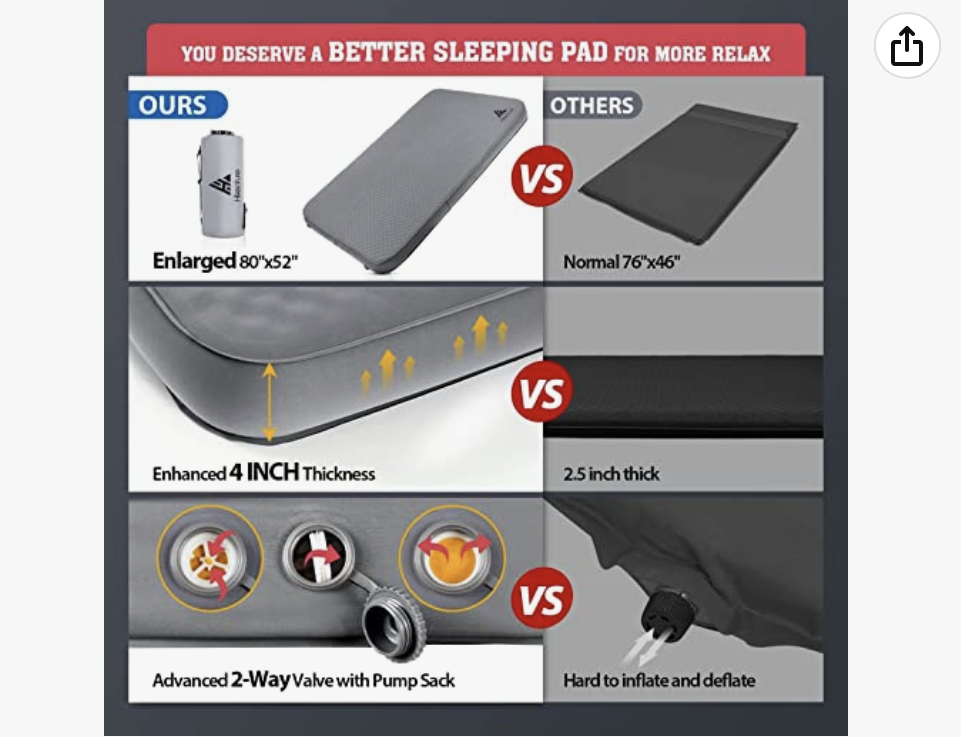 YOU DESERVE A BETTER SLEEPING PAD FOR MORE RELAX
OURS
OTHERS
VS
Enlarged 80"x52"
Normal 76"x46"
VS
Enhanced 4 INCH Thickness
2.5 inch thick
VS
Advanced 2-Way Valve with Pump Sack
Hard to inflate and deflate